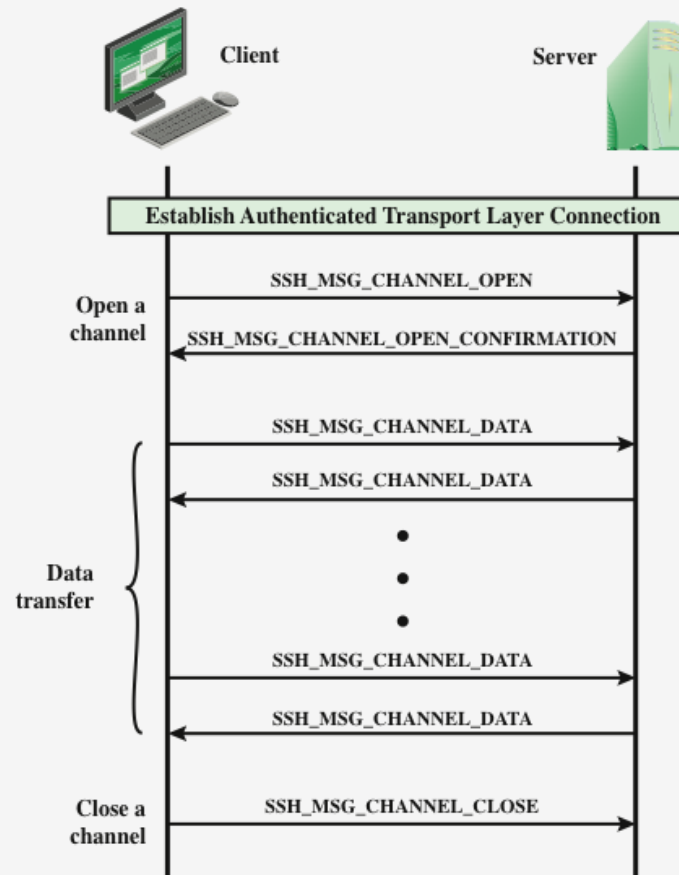 Client
Server
Establish Authenticated Transport Layer Connection
SSH_MSG_CHANNEL_OPEN
Open a
channel
SSH_MSG_CHANNEL_OPEN_CONFIRMATION
SSH_MSG_CHANNEL_DATA
SSH_MSG_CHANNEL_DATA
Data
transfer
SSH_MSG_CHANNEL_DATA
SSH_MSG_CHANNEL_DATA
Close a
channel
SSH_MSG_CHANNEL_CLOSE